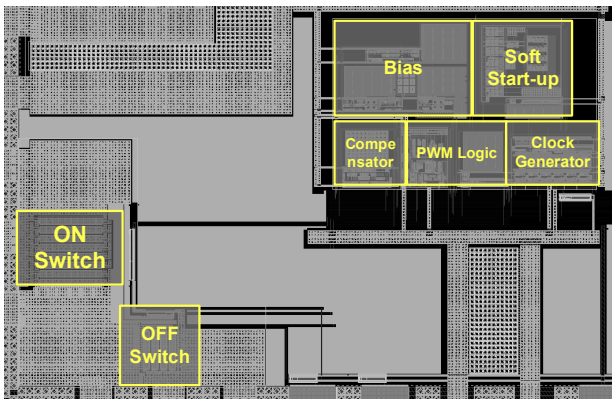 Bias
Soft
Start-up
Compe
nsator
PWM Logic
Clock
Generator
ON
Switch
OFF
Switch